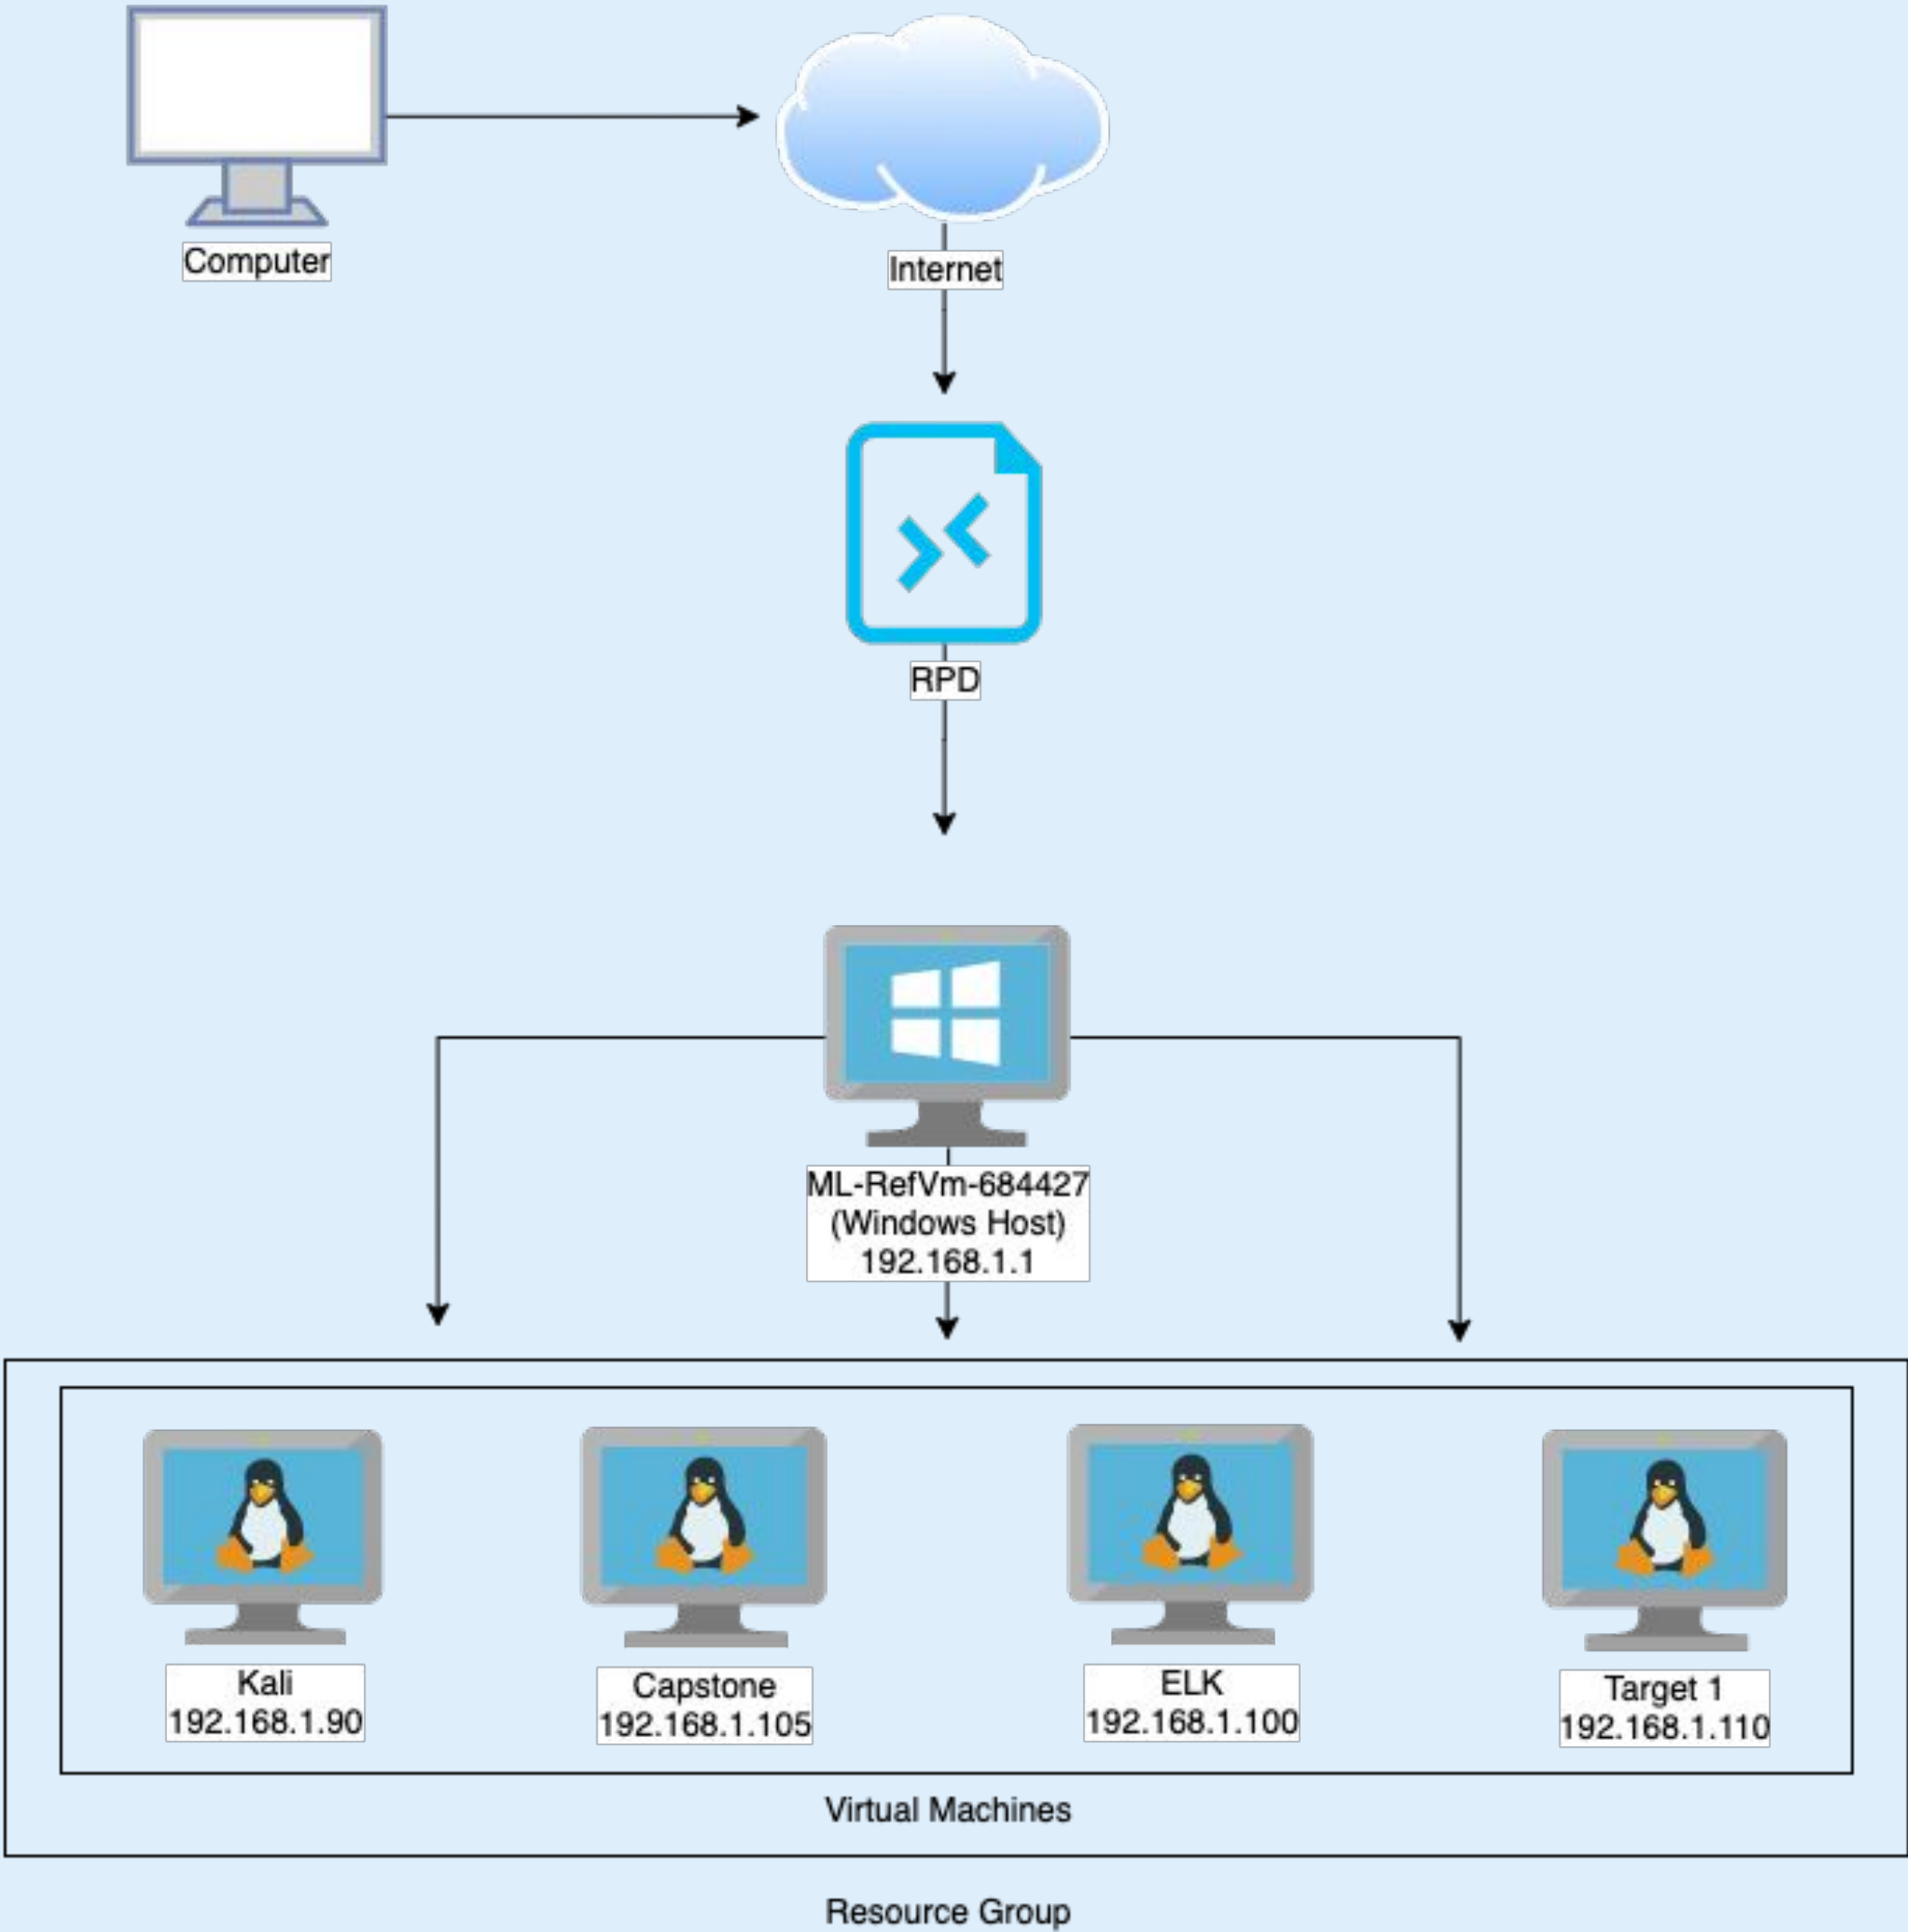 Computer
Internet
RPD
ML-RefVm-684427
(Windows Host)
192.168.1.1
Kali
192.168.1.90
Capstone
192.168.1.105
ELK
192.168.1.100
Target 1
192.168.1.110
Virtual Machines
Resource Group